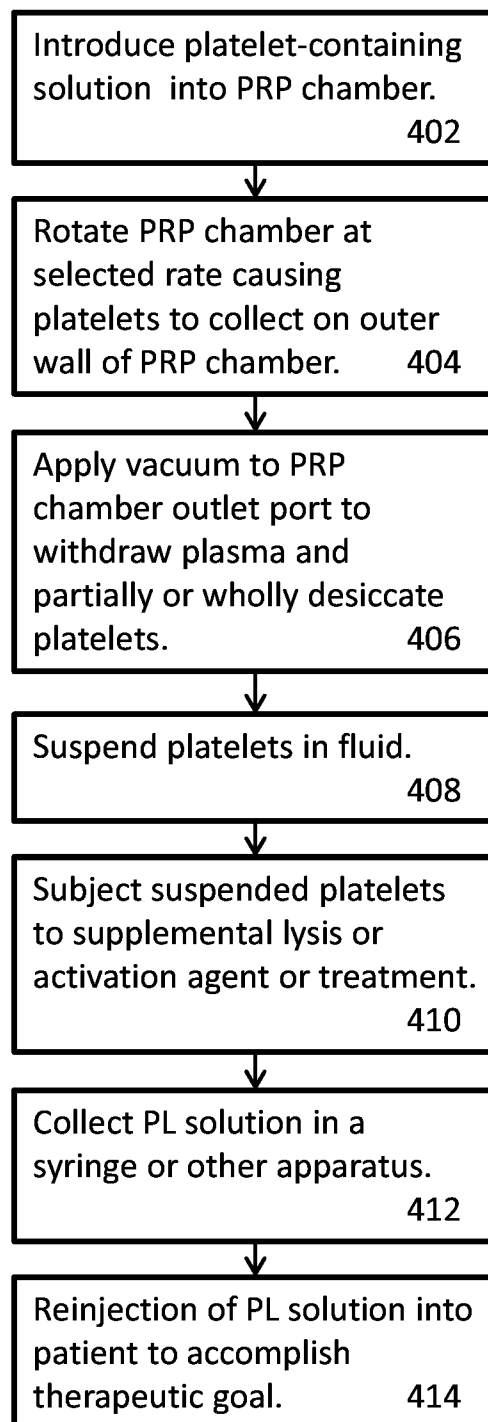 Introduce platelet-containing
solution into PRP chamber.
402
Rotate PRP chamber at
selected rate causing
platelets to collect on outer
wall of PRP chamber. 404
Apply vacuum to PRP
chamber outlet port to
withdraw plasma and
partially or wholly desiccate
platelets. 406
Suspend platelets in fluid.
408
Subject suspended platelets
to supplemental lysis or
activation agent or treatment.
410
Collect PL solution in a
syringe or other apparatus.
412
Reinjection of PL solution into
patient to accomplish
therapeutic goal. 414